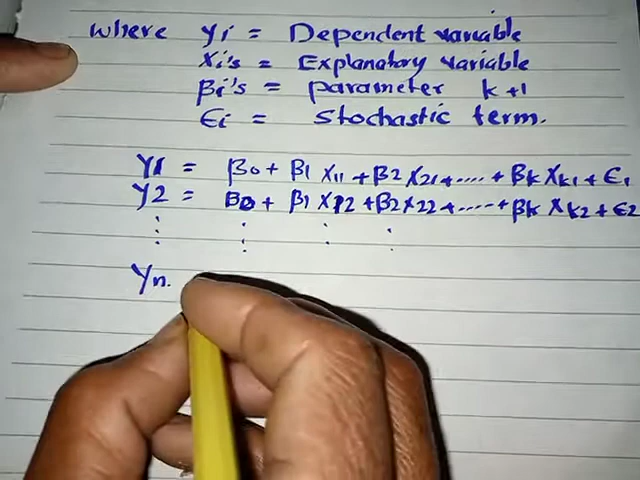 where yi = Dependent variable
xi's = Explanatory variable
βi's = parameter k+1
ϵi = Stochastic term.
Y1 = β0 + β1 X11 + β2 X21 + .... + βk Xk1 + ϵ1
Y2 = β0 + β1 X12 + β2 X22 + ..... + βk Xk2 + ϵ2
⋮ ⋮ ⋮ ⋮
Yn.